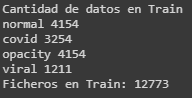 Cantidad de datos en Train
normal 4154
covid 3254
opacity 4154
viral 1211
Ficheros en Train: 12773